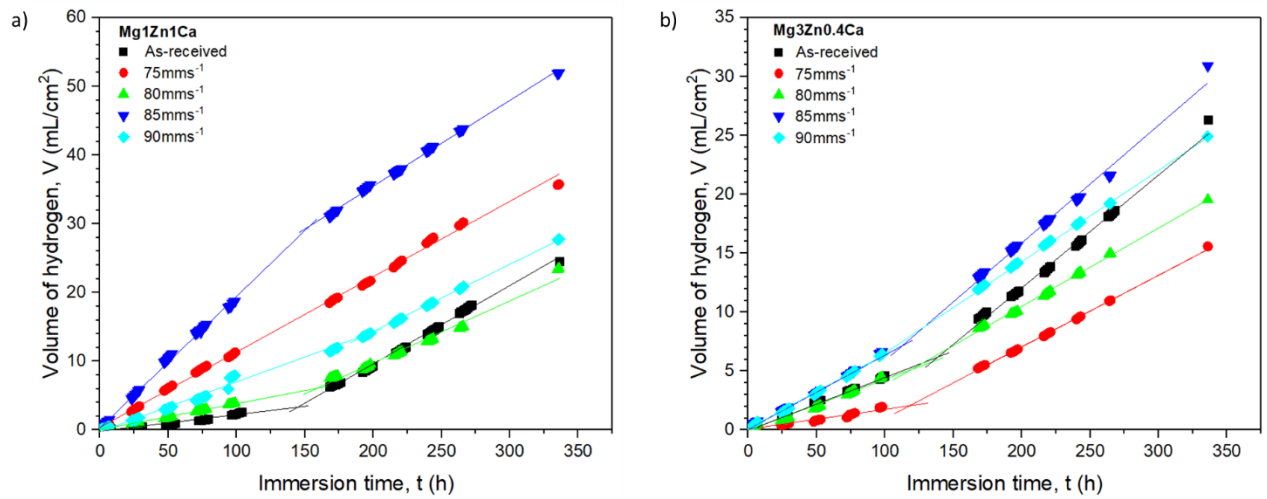 a)
Mg1Zn1Ca
As-received
75mms⁻¹
80mms⁻¹
85mms⁻¹
90mms⁻¹
60
50
40
30
20
10
0
Volume of hydrogen, V (mL/cm²)
0 50 100 150 200 250 300 350
Immersion time, t (h)
b)
Mg3Zn0.4Ca
As-received
75mms⁻¹
80mms⁻¹
85mms⁻¹
90mms⁻¹
35
30
25
20
15
10
5
0
Volume of hydrogen, V (mL/cm²)
0 50 100 150 200 250 300 350
Immersion time, t (h)